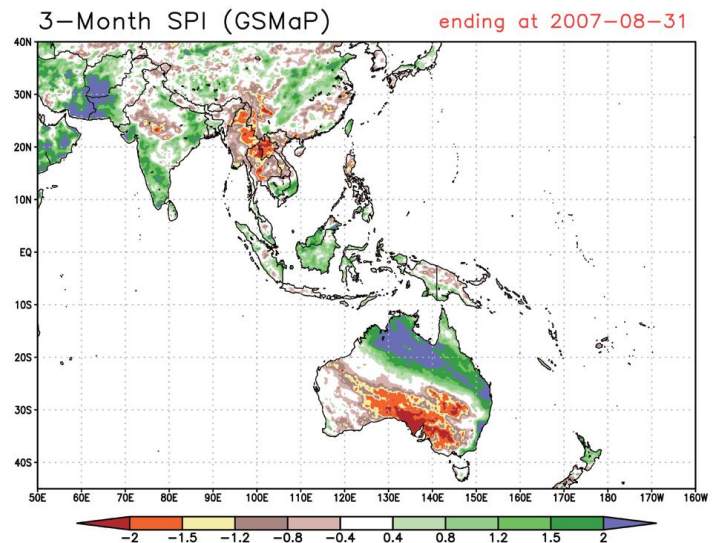 3-Month SPI (GSMaP) ending at 2007-08-31
40N
30N
20N
10N
EQ
10S
20S
30S
40S
50E 60E 70E 80E 90E 100E 110E 120E 130E 140E 150E 160E 170E 180 170W 160W
-2 -1.5 -1.2 -0.8 -0.4 0.4 0.8 1.2 1.5 2